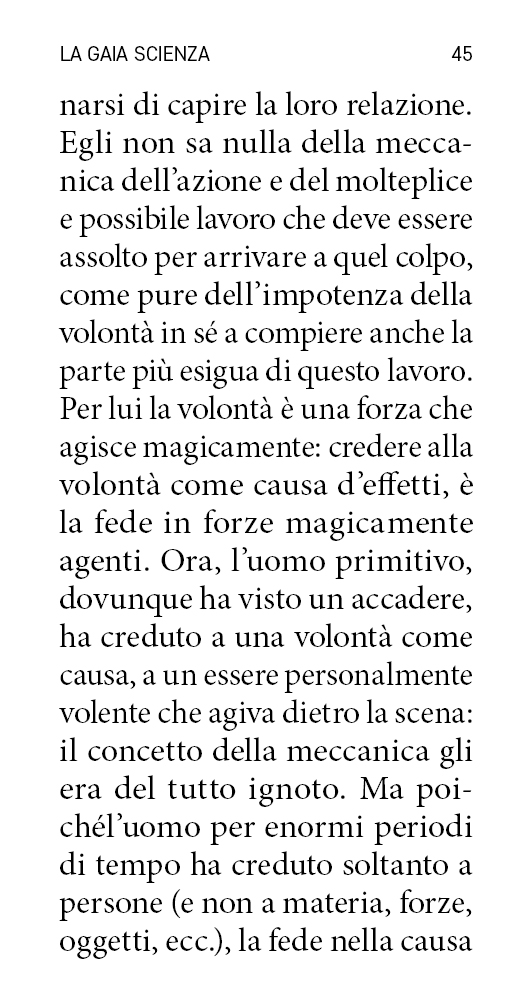 LA GAIA SCIENZA 45
narsi di capire la loro relazione.
Egli non sa nulla della mecca-
nica dell’azione e del molteplice
e possibile lavoro che deve essere
assolto per arrivare a quel colpo,
come pure dell’impotenza della
volontà in sé a compiere anche la
parte più esigua di questo lavoro.
Per lui la volontà è una forza che
agisce magicamente: credere alla
volontà come causa d’effetti, è
la fede in forze magicamente
agenti. Ora, l’uomo primitivo,
dovunque ha visto un accadere,
ha creduto a una volontà come
causa, a un essere personalmente
volente che agiva dietro la scena:
il concetto della meccanica gli
era del tutto ignoto. Ma poi-
chél’uomo per enormi periodi
di tempo ha creduto soltanto a
persone (e non a materia, forze,
oggetti, ecc.), la fede nella causa